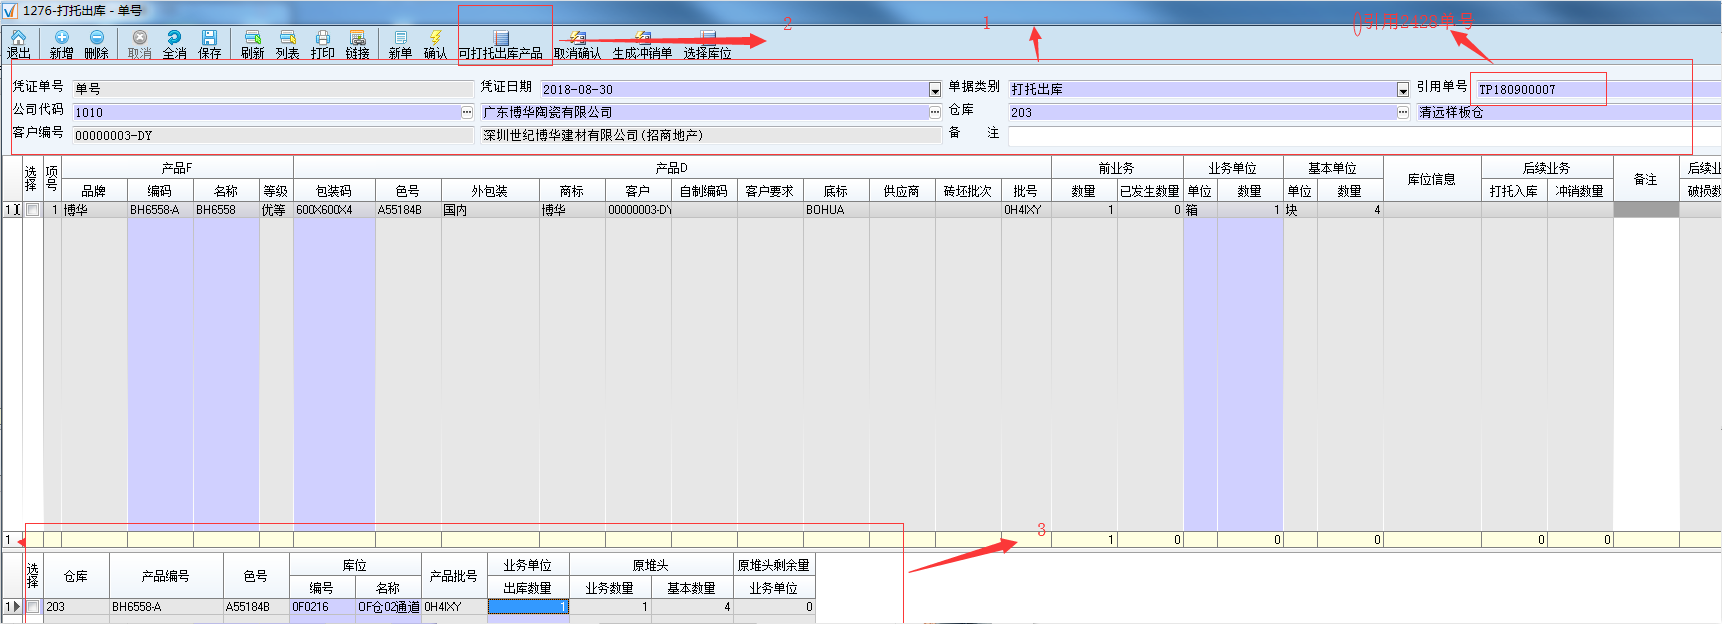 1276-打托出库 - 单号
2 1 引用2428单号
退出 新增 删除 取消 全消 保存 刷新 列表 打印 链接 新单 确认 可打托出库产品 取消确认 生成冲销单 选择库位
凭证单号 单号 凭证日期 2018-08-30 单据类别 打托出库 引用单号 TP180900007
公司代码 1010 广东博华陶瓷有限公司 仓库 203 清远样板仓
客户编号 00000003-DY 深圳世纪博华建材有限公司(招商地产) 备 注
选择 项号 产品F 产品D 前业务 业务单位 基本单位 库位信息 后续业务 备注 后续业
品牌 编码 名称 等级 包装码 色号 外包装 商标 客户 自制编码 客户要求 底标 供应商 破坯批次 批号 数量 已发生数量 单位 数量 单位 数量 打托入库 冲销数量 破损数
1 1 博华 BH6558-A BH6558 优等 600X600X4 A55184B 国内 博华 00000003-DY BOHUA 0H4IXY 1 0 箱 1 块 4
3
1 1 0 0 0 0 0
选择 仓库 产品编号 色号 库位 产品批号 业务单位 原堆头 原堆头剩余量
编号 名称 出库数量 业务数量 基本数量 业务单位
1 203 BH6558-A A55184B 0F0216 OF仓02通道 0H4IXY 1 1 4 0